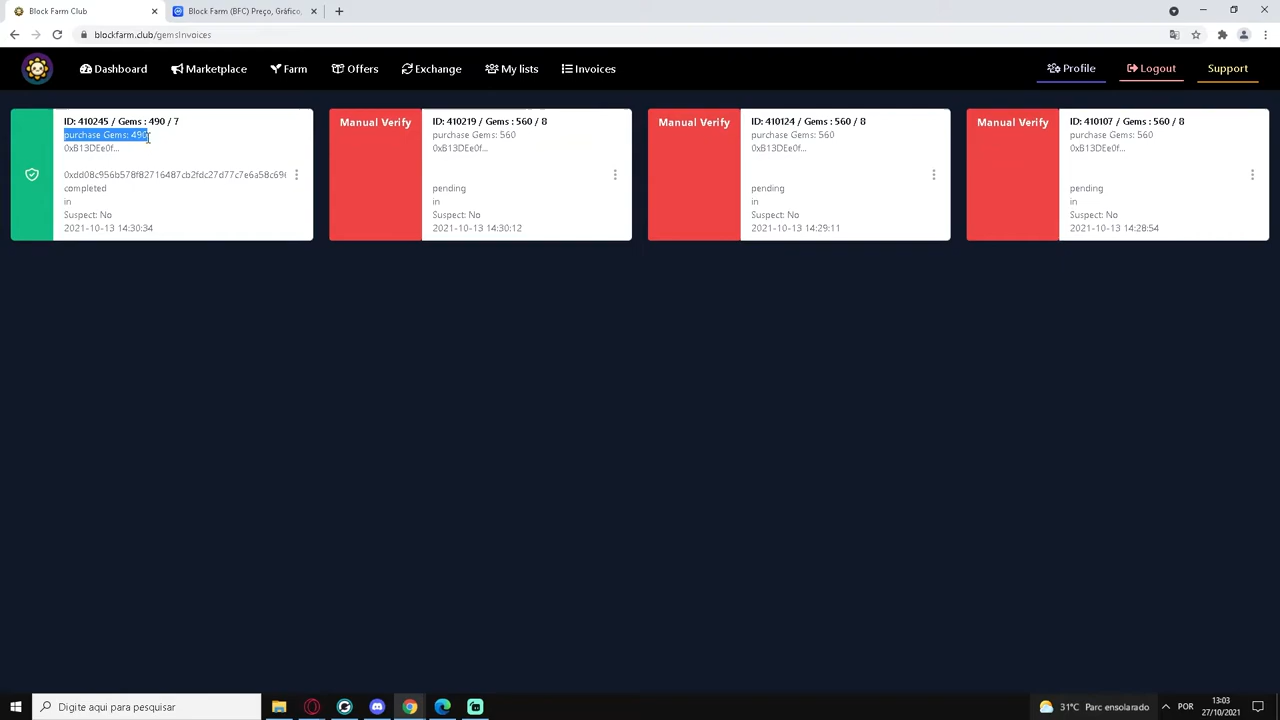 Block Farm Club
Block Farm (BFC) Preço, Gráfico,
blockfarm.club/gemsInvoices
Dashboard
Marketplace
Farm
Offers
Exchange
My lists
Invoices
Profile
Logout
Support
ID: 410245 / Gems : 490 / 7
purchase Gems: 490
0xB13DEe0f...
0xdd08c956b578f82716487cb2fdc27d77c7e6a58c696
completed
in
Suspect: No
2021-10-13 14:30:34
Manual Verify
ID: 410219 / Gems : 560 / 8
purchase Gems: 560
0xB13DEe0f...
pending
in
Suspect: No
2021-10-13 14:30:12
Manual Verify
ID: 410124 / Gems : 560 / 8
purchase Gems: 560
0xB13DEe0f...
pending
in
Suspect: No
2021-10-13 14:29:11
Manual Verify
ID: 410107 / Gems : 560 / 8
purchase Gems: 560
0xB13DEe0f...
pending
in
Suspect: No
2021-10-13 14:28:54
Digite aqui para pesquisar
31°C Parc ensolarado
POR
13:03
27/10/2021